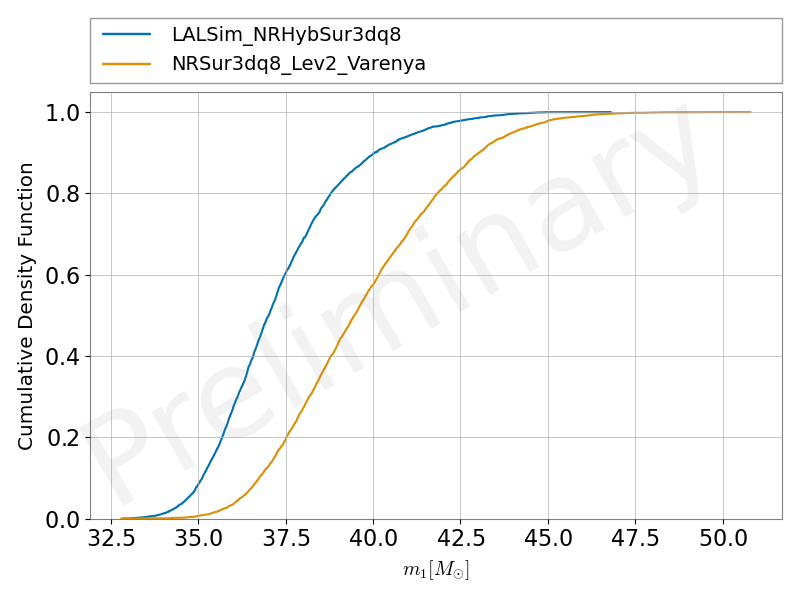 LALSim_NRHybSur3dq8
NRSur3dq8_Lev2_Varenya
1.0
0.8
0.6
0.4
0.2
0.0
Cumulative Density Function
Preliminary
32.5 35.0 37.5 40.0 42.5 45.0 47.5 50.0
m₁[M⊙]